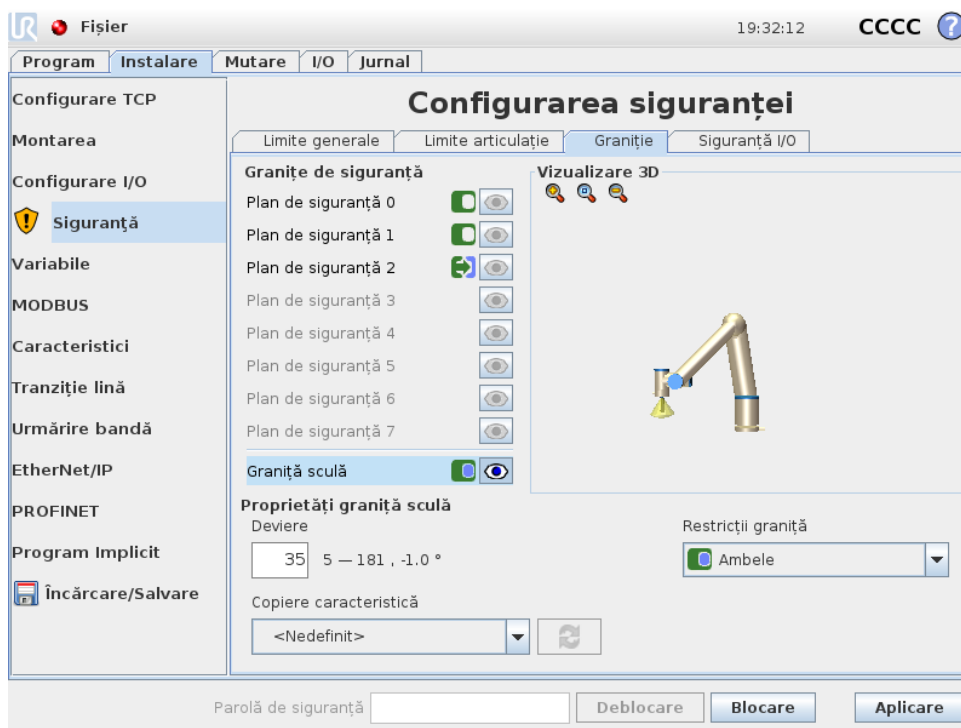 UR Fișier 19:32:12 CCCC ?
Program Instalare Mutare I/O Jurnal
Configurare TCP
Montarea
Configurare I/O
Siguranță
Variabile
MODBUS
Caracteristici
Tranziție lină
Urmărire bandă
EtherNet/IP
PROFINET
Program Implicit
Încărcare/Salvare
Configurarea siguranței
Limite generale Limite articulație Graniție Siguranță I/O
Granițe de siguranță
Plan de siguranță 0
Plan de siguranță 1
Plan de siguranță 2
Plan de siguranță 3
Plan de siguranță 4
Plan de siguranță 5
Plan de siguranță 6
Plan de siguranță 7
Graniță sculă
Vizualizare 3D
Proprietăți graniță sculă
Deviere
35 5 — 181 , -1.0 °
Restricții graniță
Ambele
Copiere caracteristică
<Nedefinit>
Parolă de siguranță Deblocare Blocare Aplicare